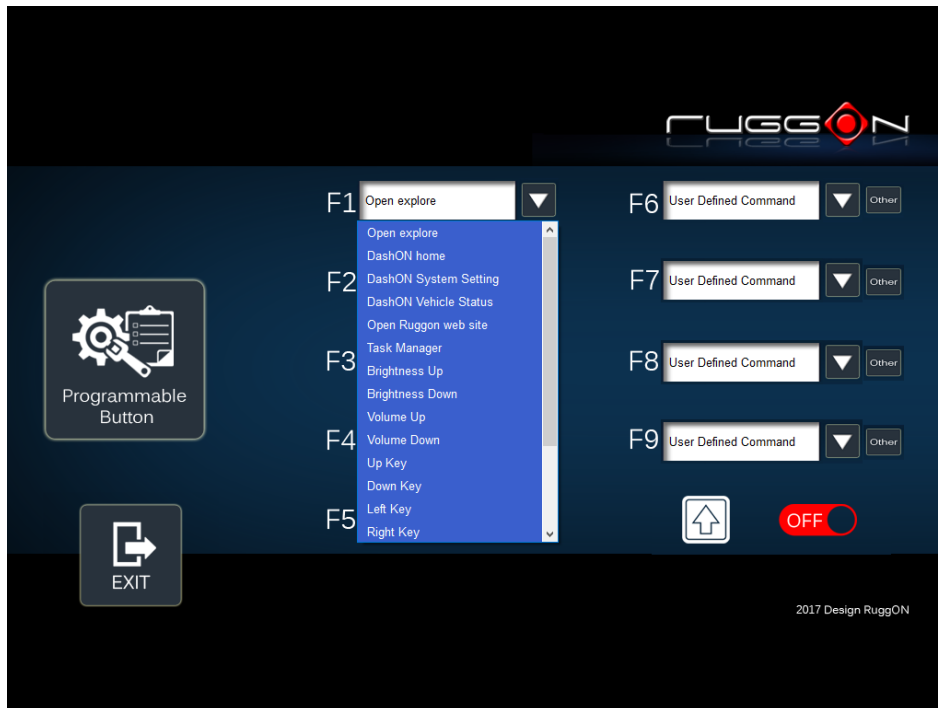 RUGGON
F1 Open explore
Open explore
DashON home
DashON System Setting
DashON Vehicle Status
Open Ruggon web site
Task Manager
Brightness Up
Brightness Down
Volume Up
Volume Down
Up Key
Down Key
Left Key
Right Key
F2
F3
F4
F5
F6 User Defined Command Other
F7 User Defined Command Other
F8 User Defined Command Other
F9 User Defined Command Other
OFF
Programmable
Button
EXIT
2017 Design RuggON